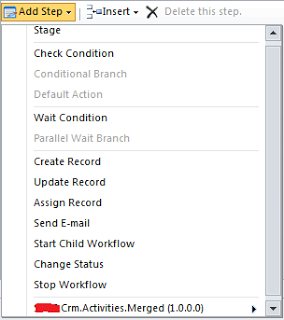 Add Step Insert Delete this step.
Stage
Check Condition
Conditional Branch
Default Action
Wait Condition
Parallel Wait Branch
Create Record
Update Record
Assign Record
Send E-mail
Start Child Workflow
Change Status
Stop Workflow
Crm.Activities.Merged (1.0.0.0)